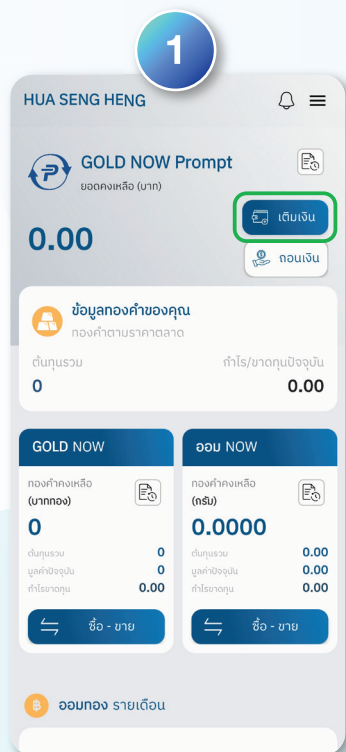 1
HUA SENG HENG
GOLD NOW Prompt
ยอดคงเหลือ (บาท)
0.00
เติมเงิน
ถอนเงิน
ข้อมูลทองคำของคุณ
ทองคำตามราคาตลาด
ต้นทุนรวม กำไร/ขาดทุนปัจจุบัน
0 0.00
GOLD NOW
ทองคำคงเหลือ
(บาททอง)
0
ต้นทุนรวม 0
มูลค่าปัจจุบัน 0
กำไรขาดทุน 0.00
ซื้อ - ขาย
ออม NOW
ทองคำคงเหลือ
(กรัม)
0.0000
ต้นทุนรวม 0.00
มูลค่าปัจจุบัน 0.00
กำไรขาดทุน 0.00
ซื้อ - ขาย
ออมทอง รายเดือน